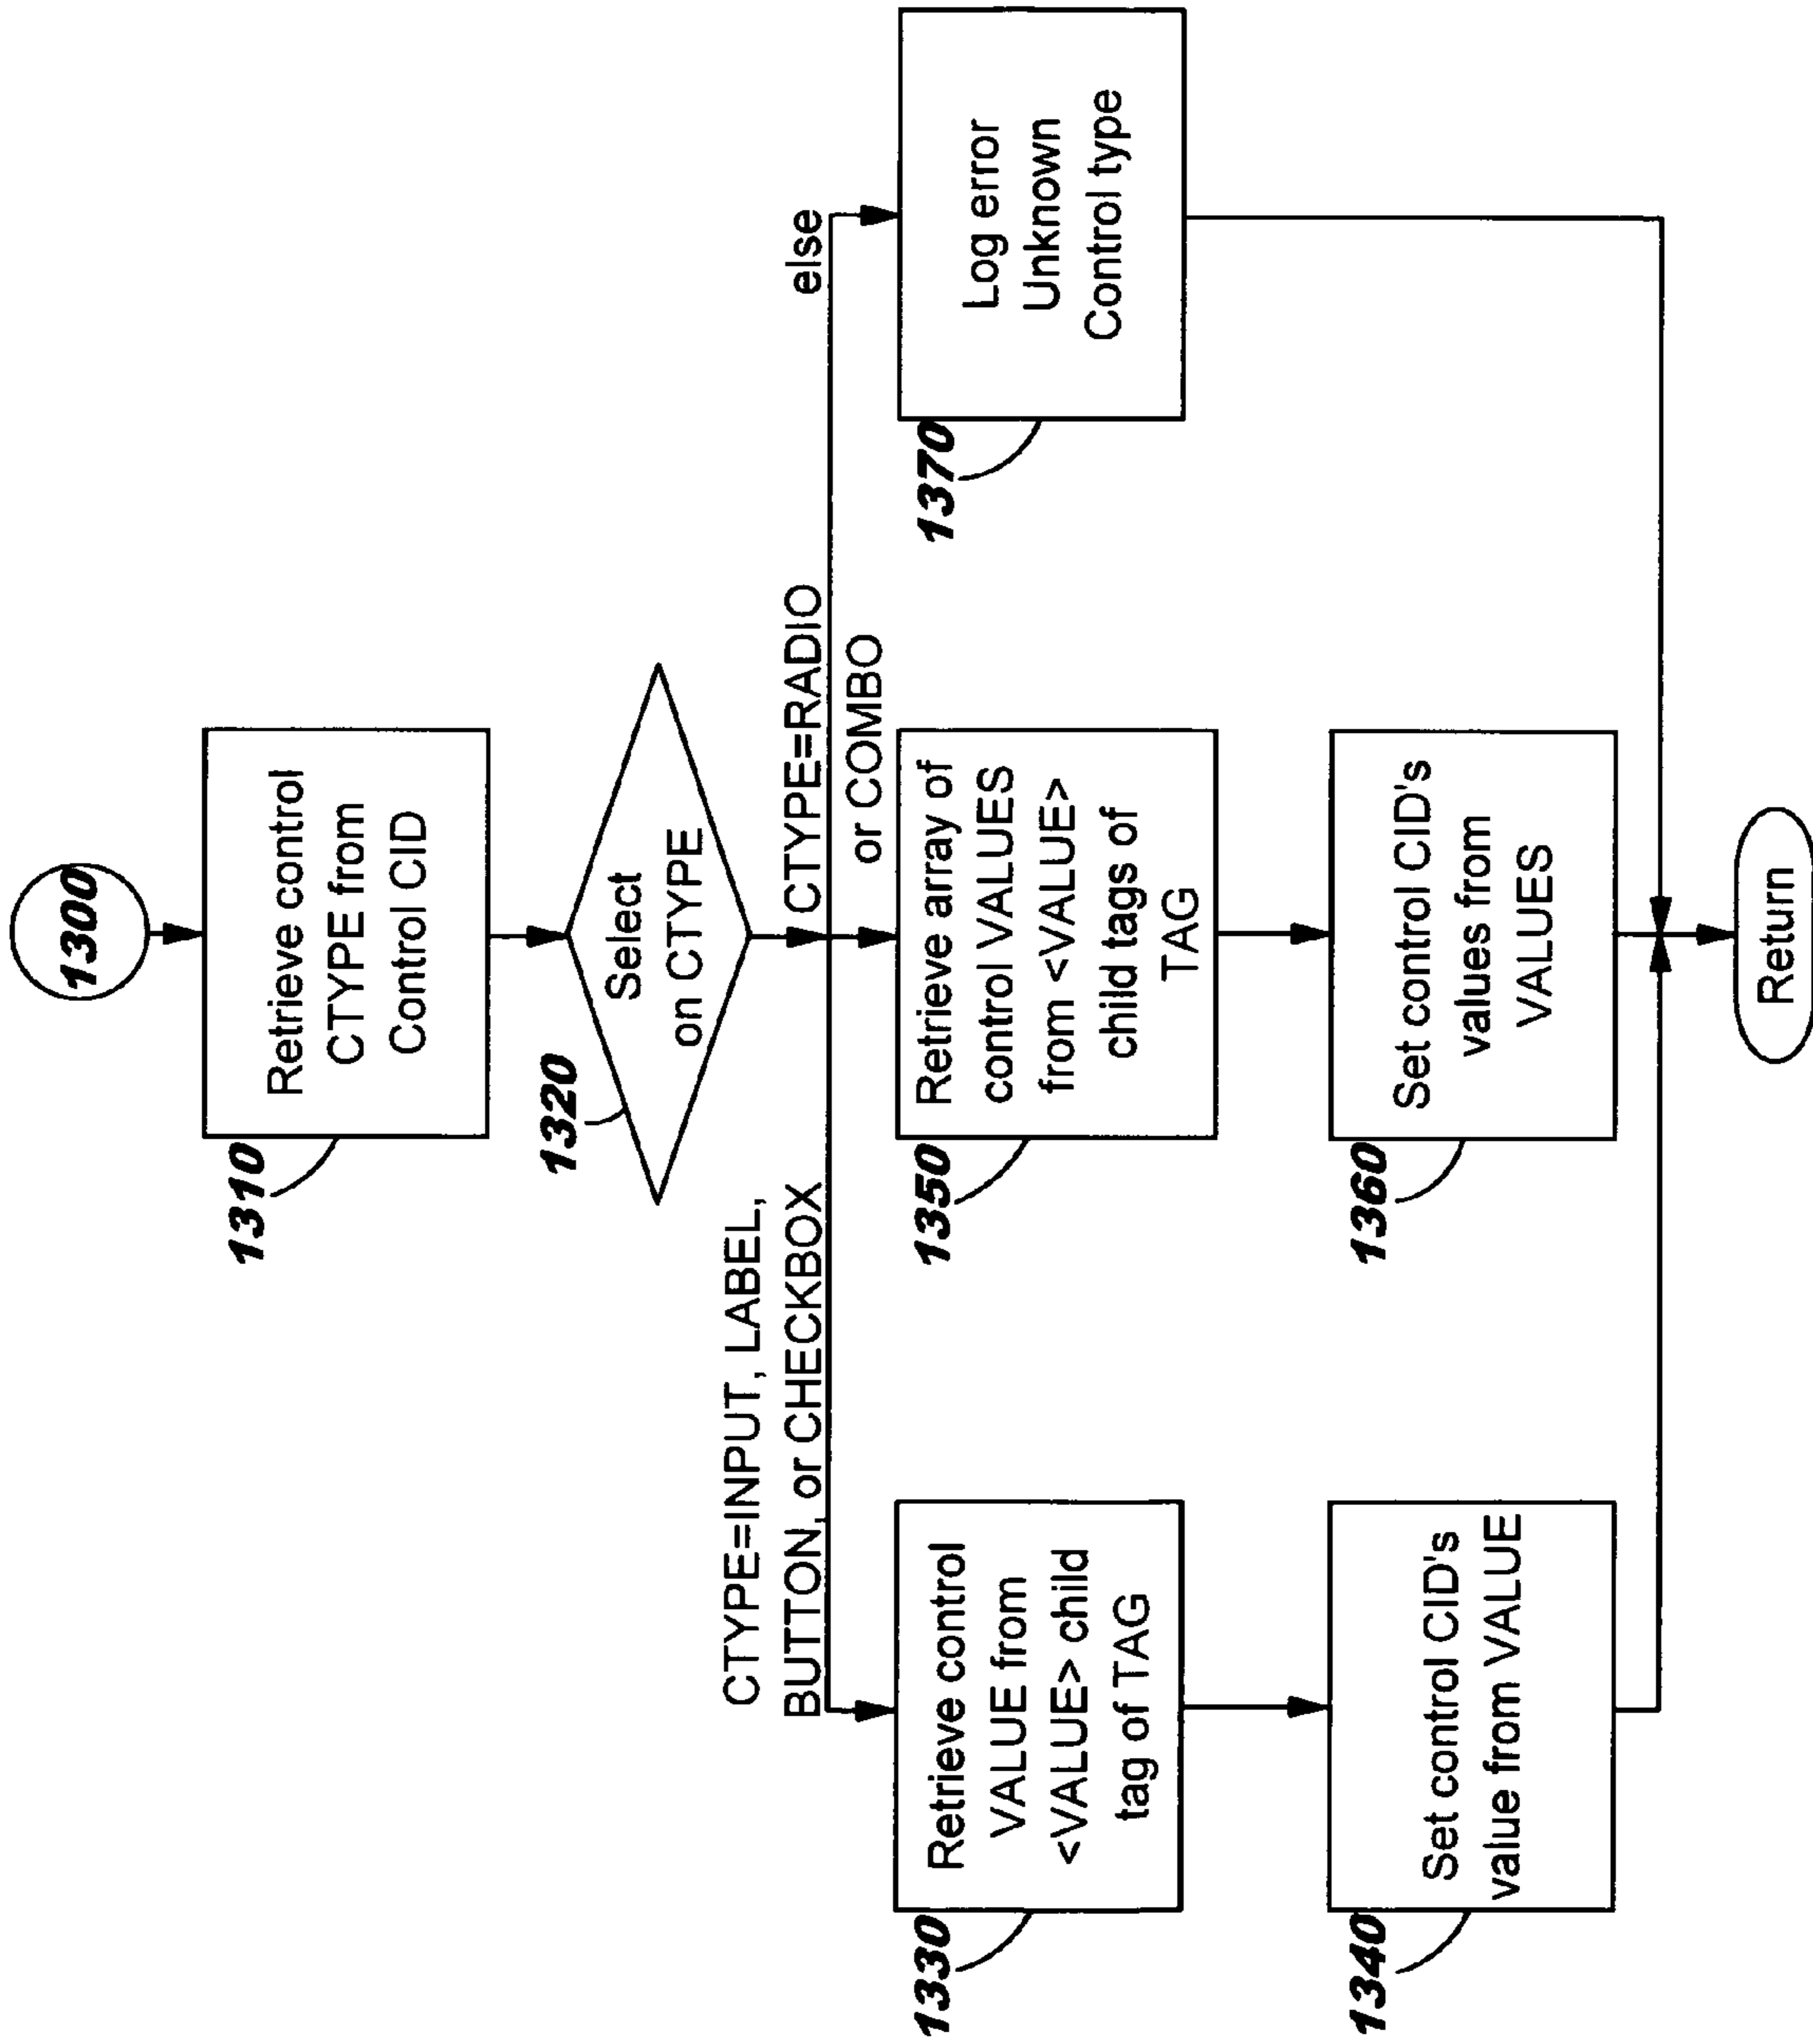 1300
1310
Retrieve control
CTYPE from
Control CID
1320
Select
on CTYPE
CTYPE=INPUT, LABEL,
BUTTON, or CHECKBOX
CTYPE=RADIO
or COMBO
else
1330
Retrieve control
VALUE from
<VALUE> child
tag of TAG
1350
Retrieve array of
control VALUES
from <VALUE>
child tags of
TAG
1370
Log error
Unknown
Control type
1340
Set control CID's
value from VALUE
1360
Set control CID's
values from
VALUES
Return